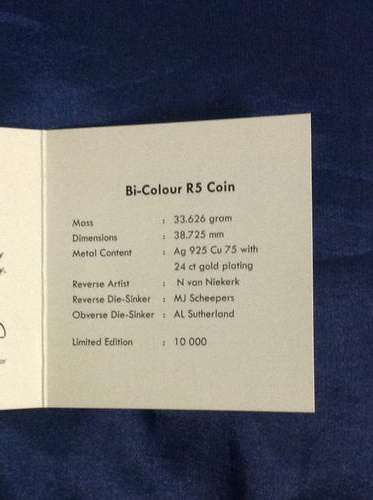 Bi-Colour R5 Coin
Mass : 33.626 gram
Dimensions : 38.725 mm
Metal Content : Ag 925 Cu 75 with
24 ct gold plating
Reverse Artist : N van Niekerk
Reverse Die-Sinker : MJ Scheepers
Obverse Die-Sinker : AL Sutherland
Limited Edition : 10 000